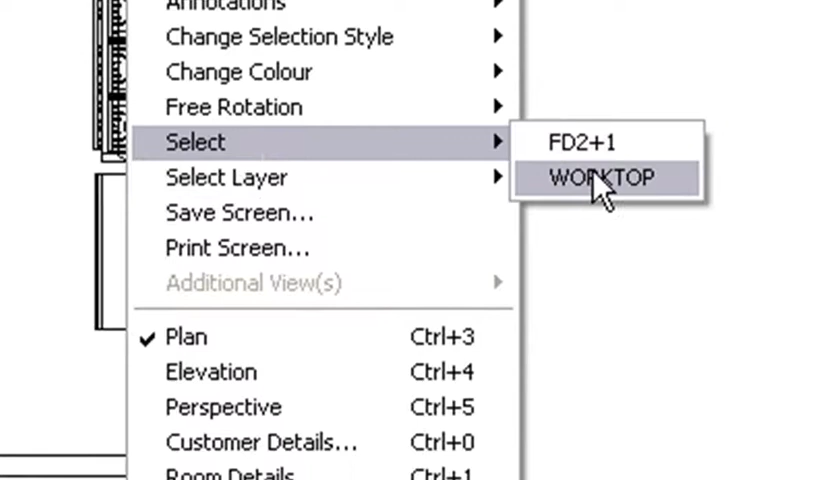 Annotations
Change Selection Style
Change Colour
Free Rotation
Select
FD2+1
Select Layer
WORKTOP
Save Screen...
Print Screen...
Additional View(s)
Plan Ctrl+3
Elevation Ctrl+4
Perspective Ctrl+5
Customer Details... Ctrl+0
Room Details Ctrl+1